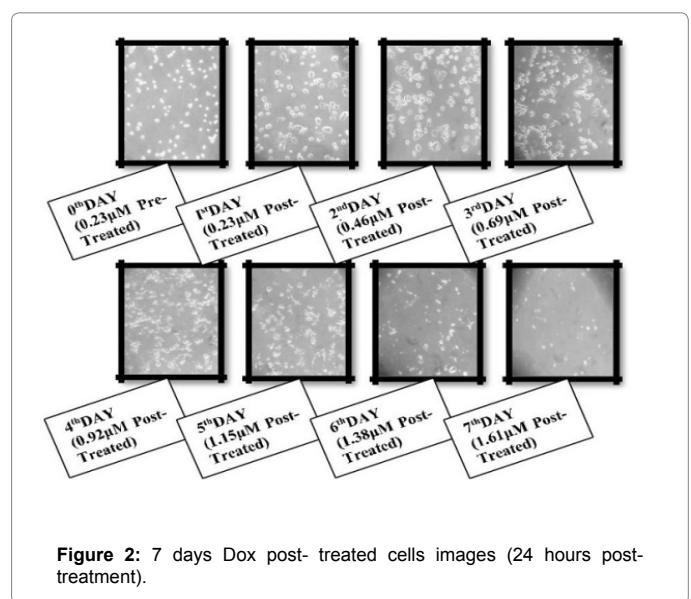 0thDAY
(0.23µM Pre-
Treated)
1stDAY
(0.23µM Post-
Treated)
2ndDAY
(0.46µM Post-
Treated)
3rdDAY
(0.69µM Post-
Treated)
4thDAY
(0.92µM Post-
Treated)
5thDAY
(1.15µM Post-
Treated)
6thDAY
(1.38µM Post-
Treated)
7thDAY
(1.61µM Post-
Treated)
Figure 2: 7 days Dox post- treated cells images (24 hours post-
treatment).